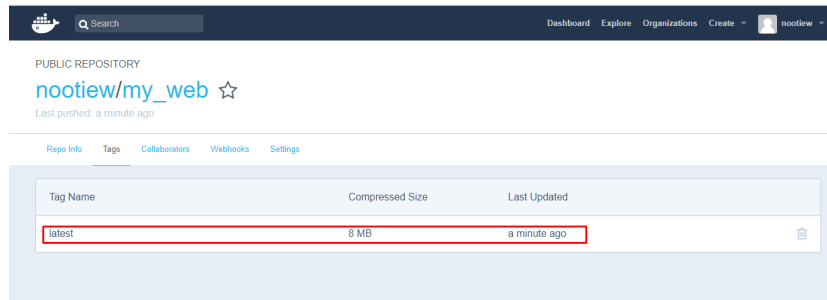 Search Dashboard Explore Organizations Create nootiew
PUBLIC REPOSITORY
nootiew/my_web
Last pushed: a minute ago
Repo Info Tags Collaborators Webhooks Settings
Tag Name Compressed Size Last Updated
latest 8 MB a minute ago